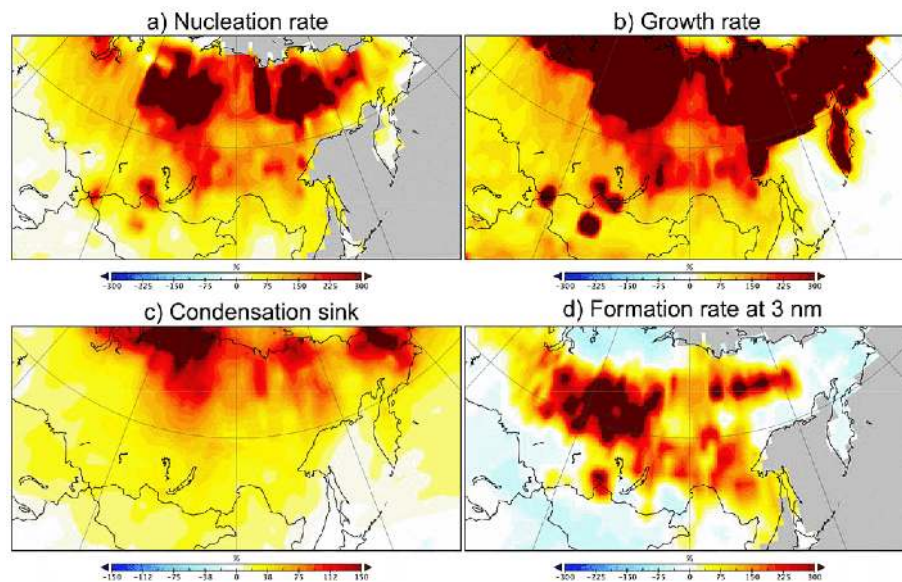 a) Nucleation rate
b) Growth rate
%
-300 -225 -150 -75 0 75 150 225 300
%
-300 -225 -150 -75 0 75 150 225 300
c) Condensation sink
d) Formation rate at 3 nm
%
-150 -112 -75 -38 0 38 75 112 150
%
-300 -225 -150 -75 0 75 150 225 300